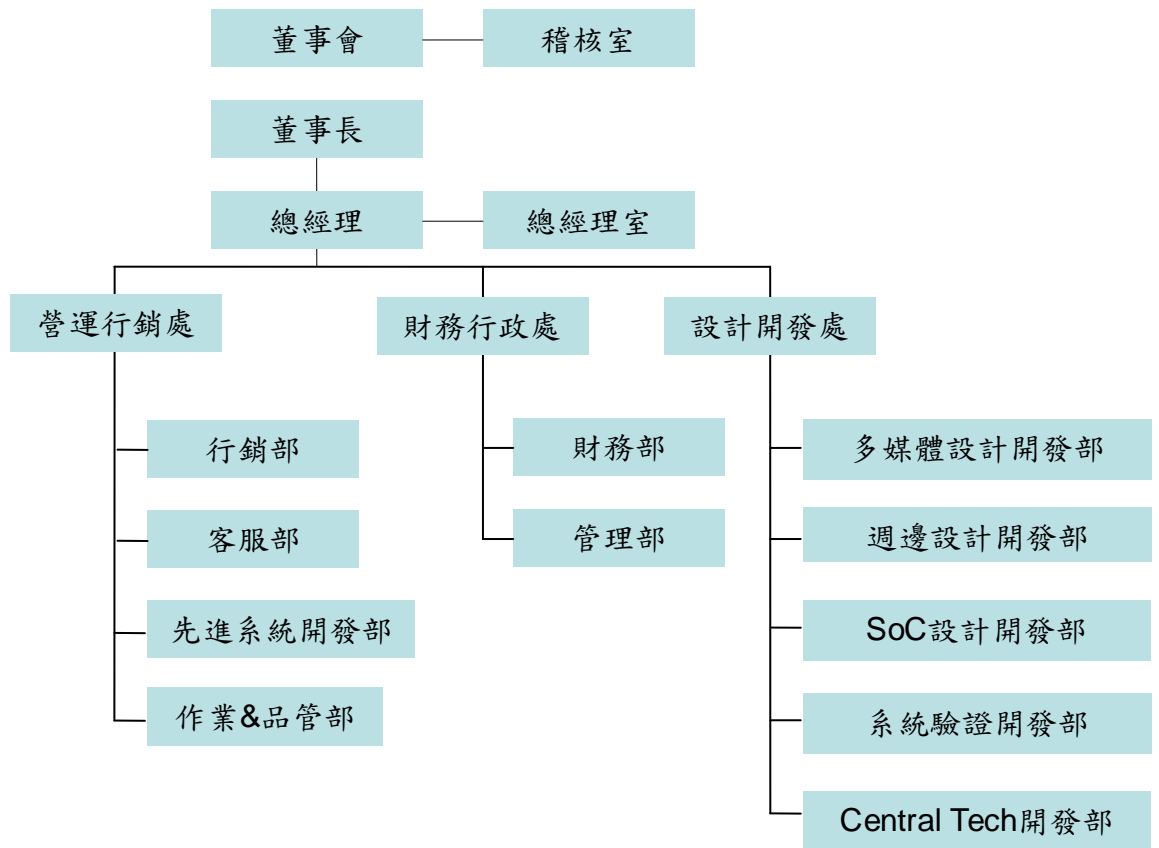 董事會
稽核室
董事長
總經理
總經理室
營運行銷處
財務行政處
設計開發處
行銷部
財務部
多媒體設計開發部
客服部
管理部
週邊設計開發部
先進系統開發部
SoC設計開發部
作業&品管部
系統驗證開發部
Central Tech開發部